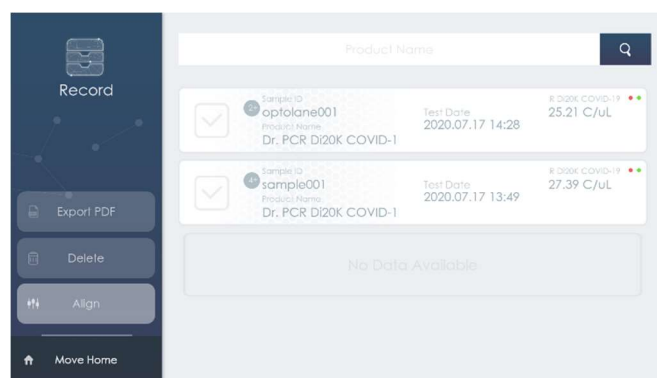 Record
Export PDF
Delete
Align
Move Home
Product Name
Sample ID
optolane001
Product Name
Dr. PCR Di20K COVID-1
Test Date
2020.07.17 14:28
R Di20K COVID-19
25.21 C/uL
Sample ID
sample001
Product Name
Dr. PCR Di20K COVID-1
Test Date
2020.07.17 13:49
R Di20K COVID-19
27.39 C/uL
No Data Available